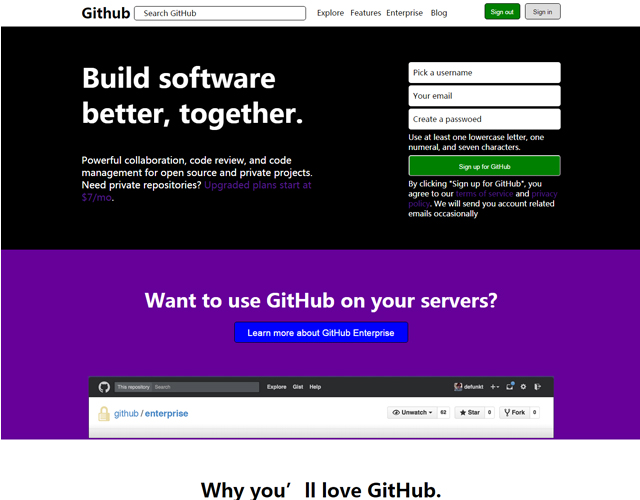 Github
Search GitHub
Explore Features Enterprise Blog
Sign out
Sign in
Build software
better, together.
Powerful collaboration, code review, and code
management for open source and private projects.
Need private repositories? Upgraded plans start at
$7/mo.
Pick a username
Your email
Create a passwoed
Use at least one lowercase letter, one
numeral, and seven characters.
Sign up for GitHub
By clicking "Sign up for GitHub", you
agree to our terms of service and privacy
policy. We will send you account related
emails occasionally
Want to use GitHub on your servers?
Learn more about GitHub Enterprise
This repository Search Explore Gist Help defunkt
github / enterprise Unwatch 62 Star 0 Fork 0
Why you’ll love GitHub.